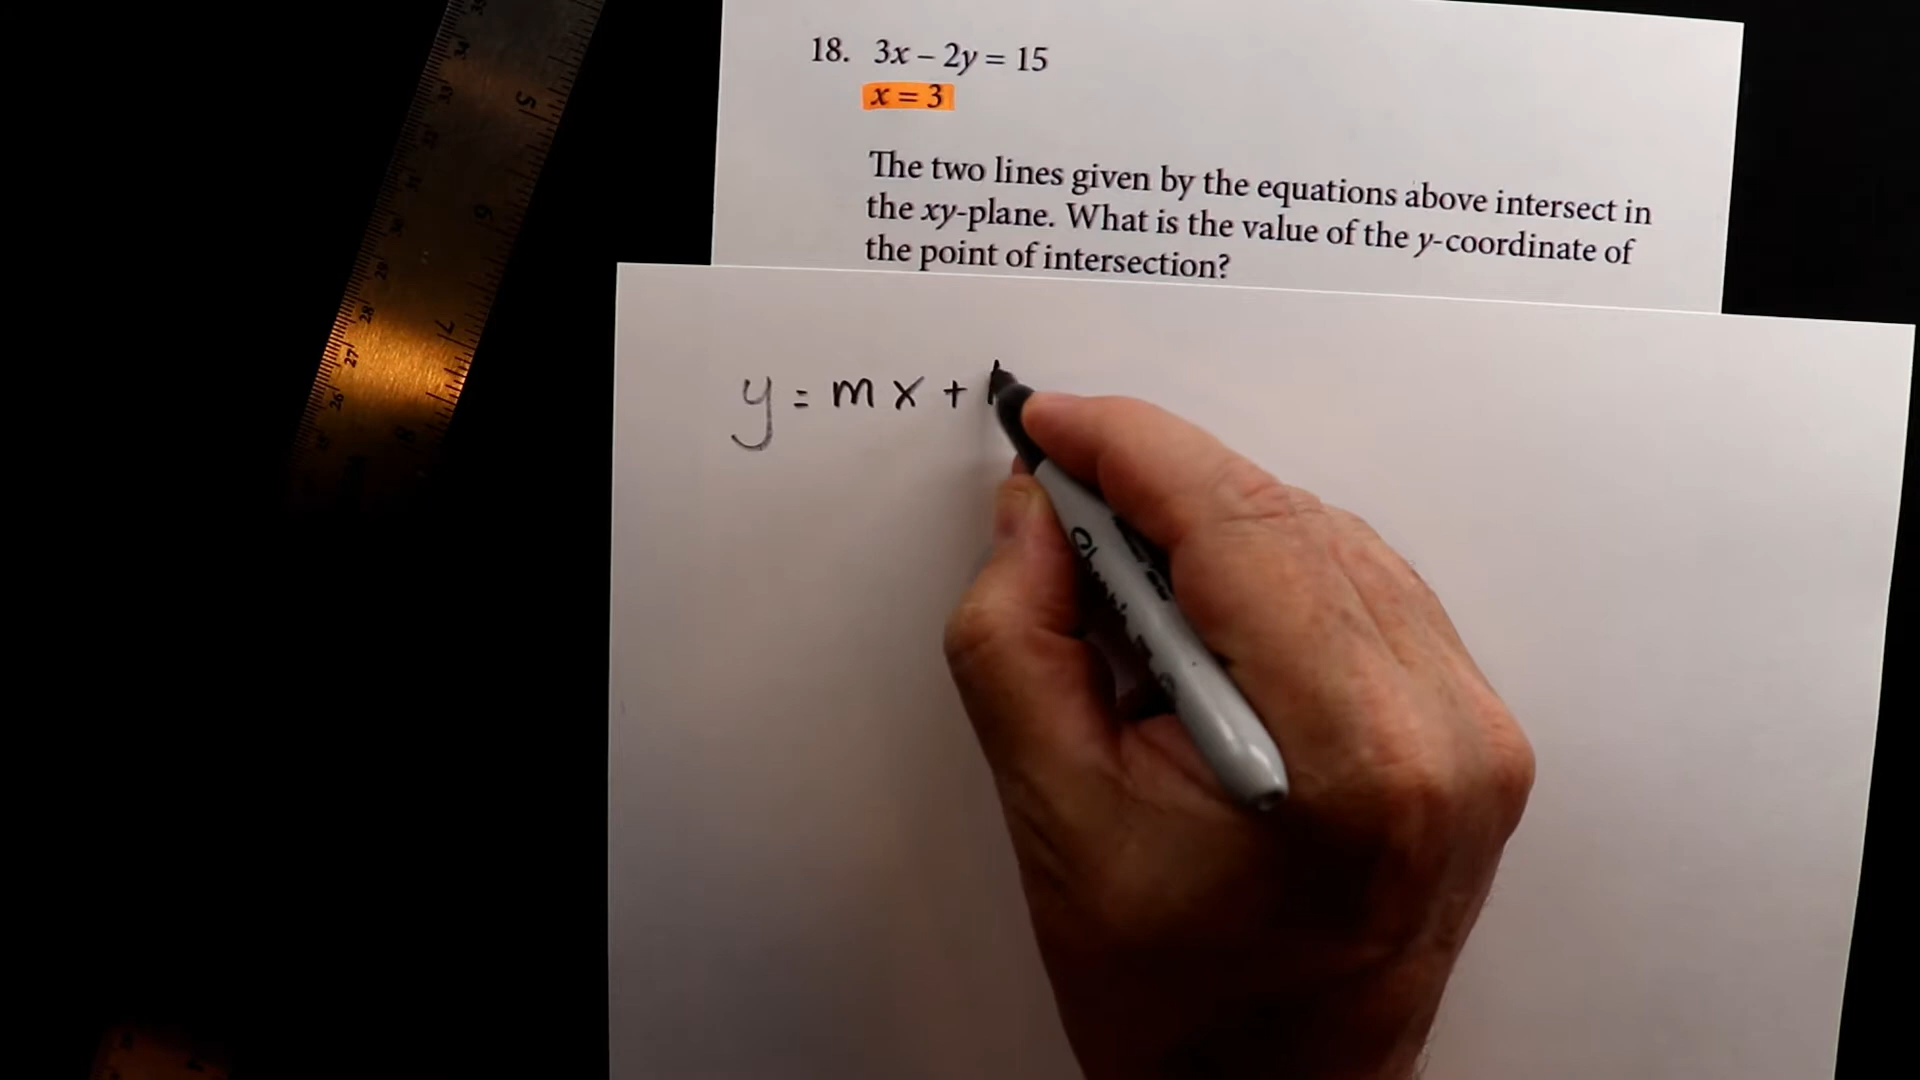 18. 3x – 2y = 15
x = 3
The two lines given by the equations above intersect in
the xy-plane. What is the value of the y-coordinate of
the point of intersection?
y = mx +